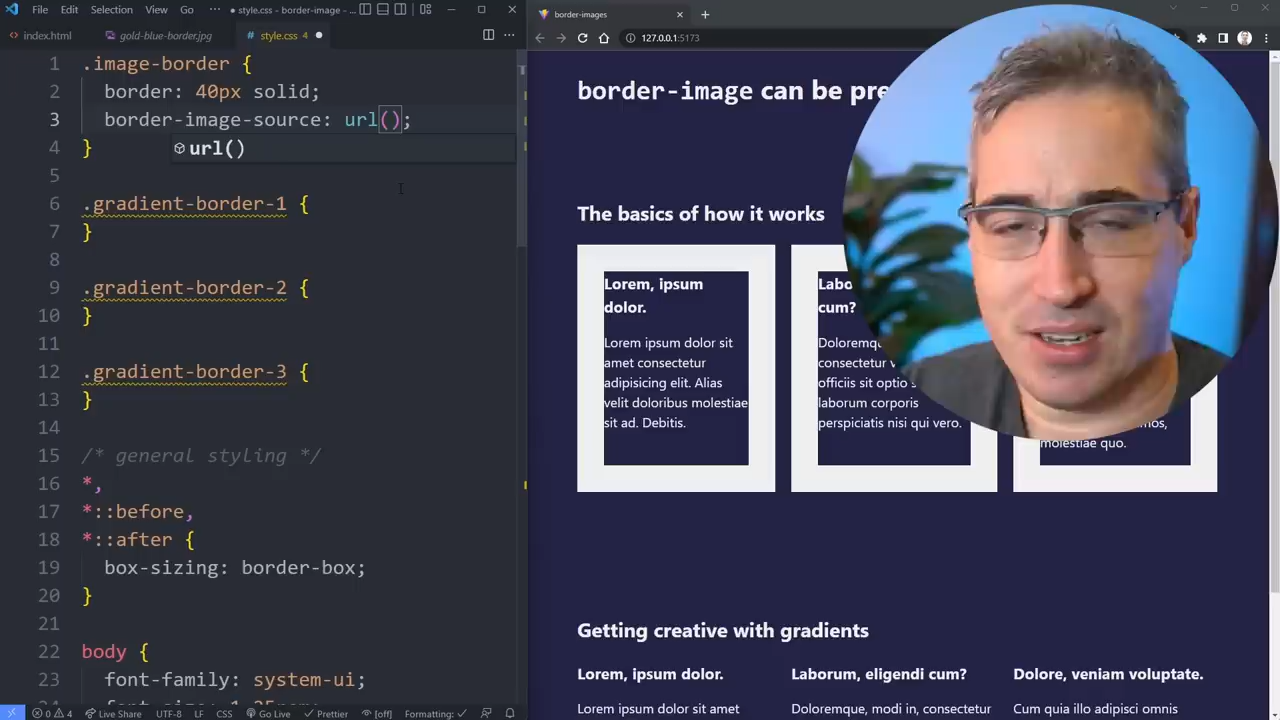 File Edit Selection View Go ··· ● style.css - border-image - ...
index.html
gold-blue-border.jpg
style.css 4 ●
1 .image-border {
2 border: 40px solid;
3 border-image-source: url();
4 }
url()
5
6 .gradient-border-1 {
7 }
8
9 .gradient-border-2 {
10 }
11
12 .gradient-border-3 {
13 }
14
15 /* general styling */
16 *,
17 *::before,
18 *::after {
19 box-sizing: border-box;
20 }
21
22 body {
23 font-family: system-ui;
0 4 Live Share UTF-8 LF CSS Go Live Prettier [off] Formatting:
border-images
127.0.0.1:5173
border-image can be pre
The basics of how it works
Lorem, ipsum
dolor.
Lorem ipsum dolor sit
amet consectetur
adipisicing elit. Alias
velit doloribus molestiae
sit ad. Debitis.
Labo
cum?
Doloremq
consectetur v
officiis sit optio s
laborum corporis
perspiciatis nisi qui vero.
molestiae quo.
Getting creative with gradients
Lorem, ipsum dolor.
Lorem ipsum dolor sit amet
Laborum, eligendi cum?
Doloremque, modi in, consectetur
Dolore, veniam voluptate.
Cum quia illo adipisci omnis